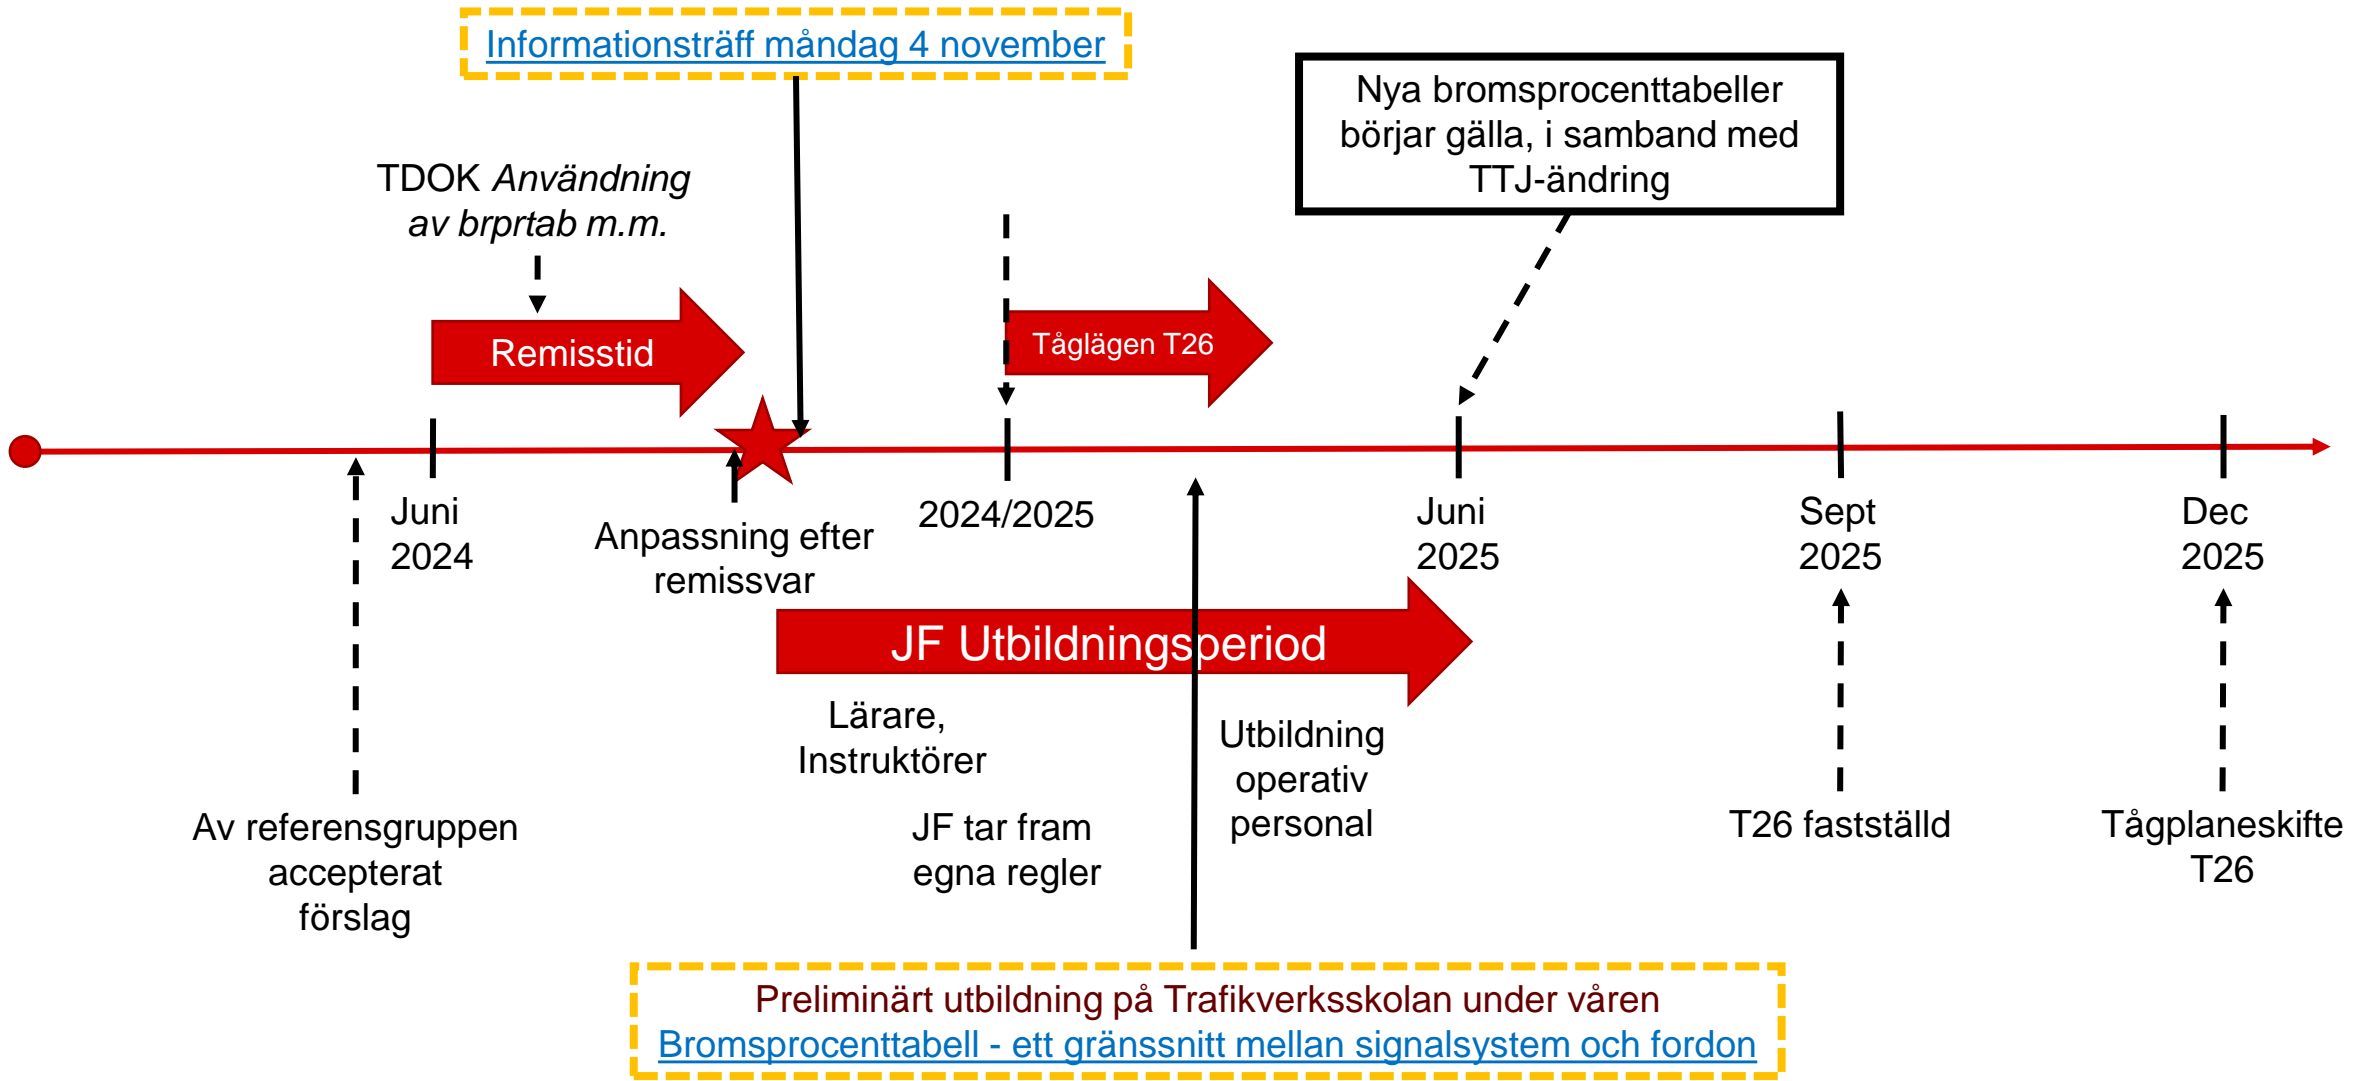 Informationsträff måndag 4 november
Nya bromsprocenttabeller
börjar gälla, i samband med
TTJ-ändring
TDOK Användning
av brprtab m.m.
Remisstid
Tåglägen T26
Juni
2024
Anpassning efter
remissvar
2024/2025
Juni
2025
Sept
2025
Dec
2025
JF Utbildningsperiod
Lärare,
Instruktörer
JF tar fram
egna regler
Utbildning
operativ
personal
Av referensgruppen
accepterat
förslag
T26 fastställd
Tågplaneskifte
T26
Preliminärt utbildning på Trafikverksskolan under våren
Bromsprocenttabell - ett gränssnitt mellan signalsystem och fordon